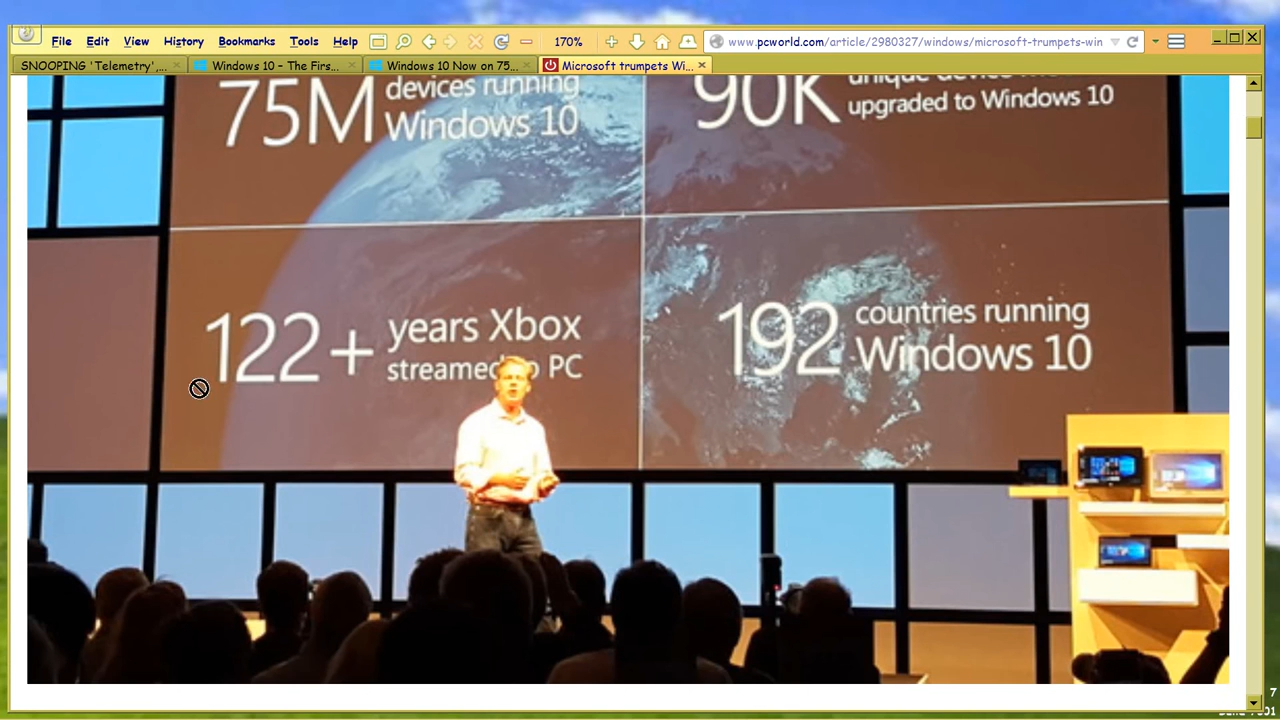 File Edit View History Bookmarks Tools Help 170% www.pcworld.com/article/2980327/windows/microsoft-trumpets-win
SNOOPING 'Telemetry',... Windows 10 – The Firs... Windows 10 Now on 75... Microsoft trumpets Wi...
75M devices running
Windows 10
90K unique
upgraded to Windows 10
122+ years Xbox
streamed to PC
192 countries running
Windows 10
7